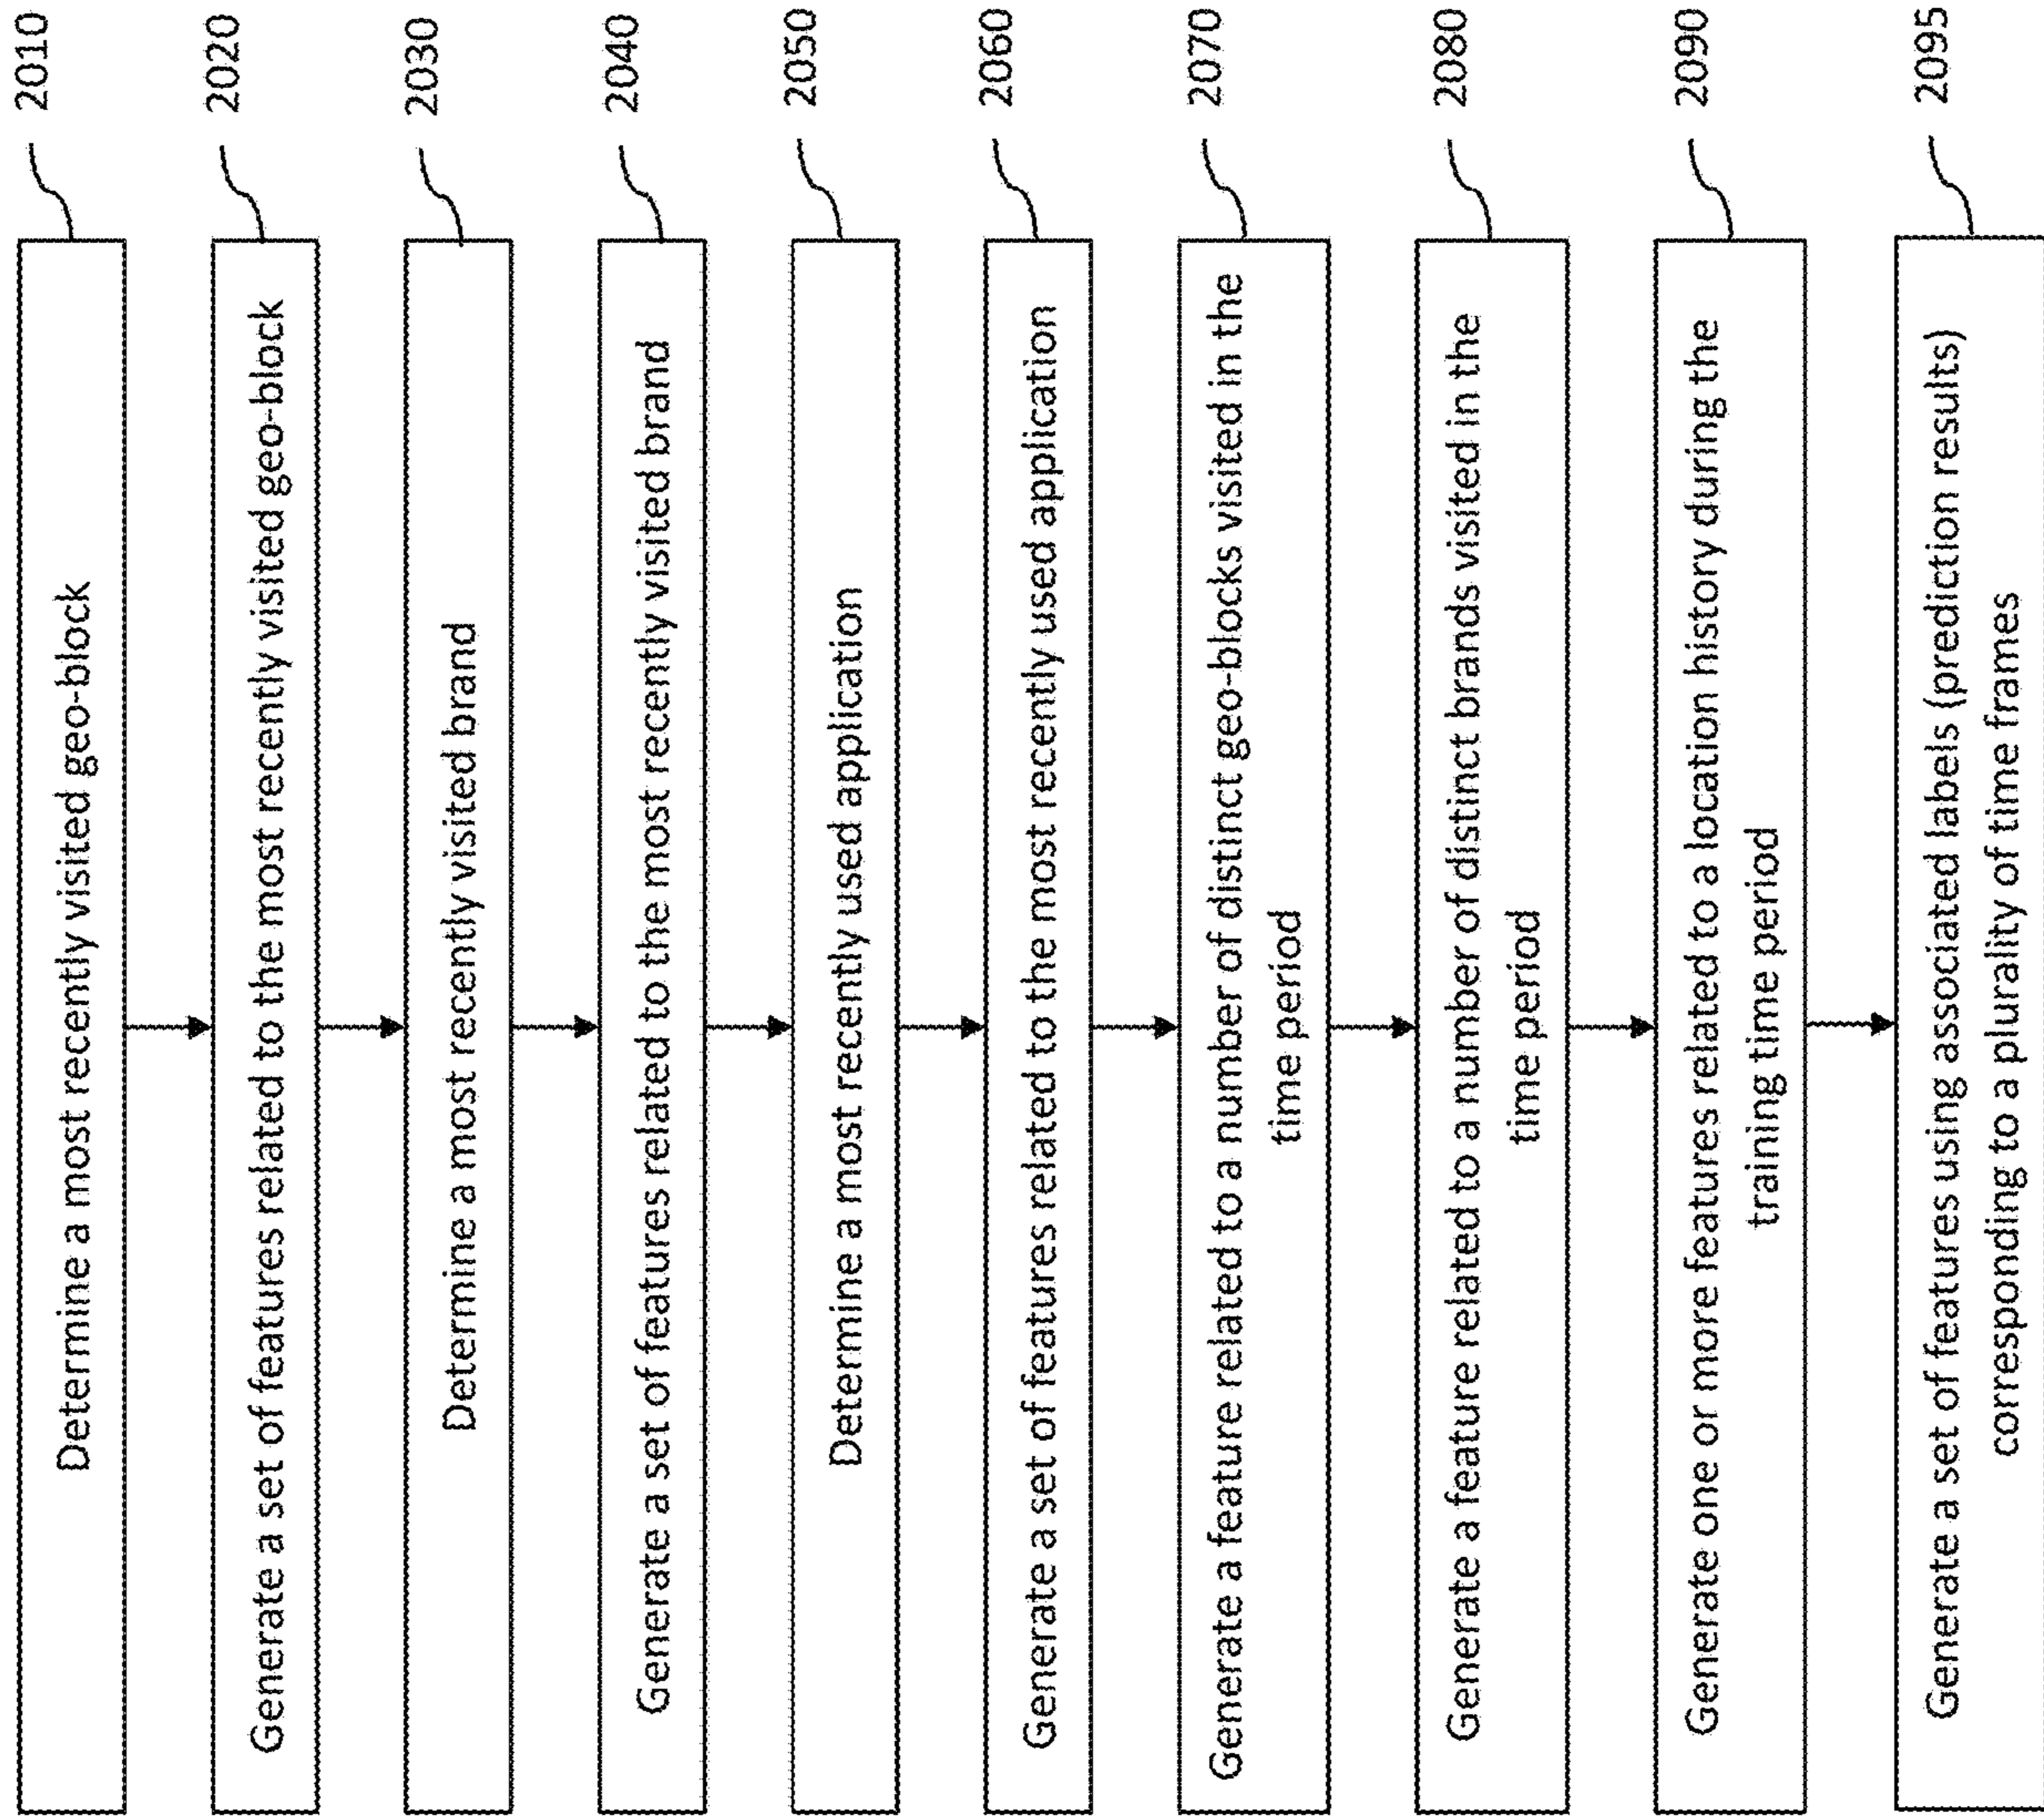 Determine a most recently visited geo-block
2010
Generate a set of features related to the most recently visited geo-block
2020
Determine a most recently visited brand
2030
Generate a set of features related to the most recently visited brand
2040
Determine a most recently used application
2050
Generate a set of features related to the most recently used application
2060
Generate a feature related to a number of distinct geo-blocks visited in the
time period
2070
Generate a feature related to a number of distinct brands visited in the
time period
2080
Generate one or more features related to a location history during the
training time period
2090
Generate a set of features using associated labels (prediction results)
corresponding to a plurality of time frames
2095